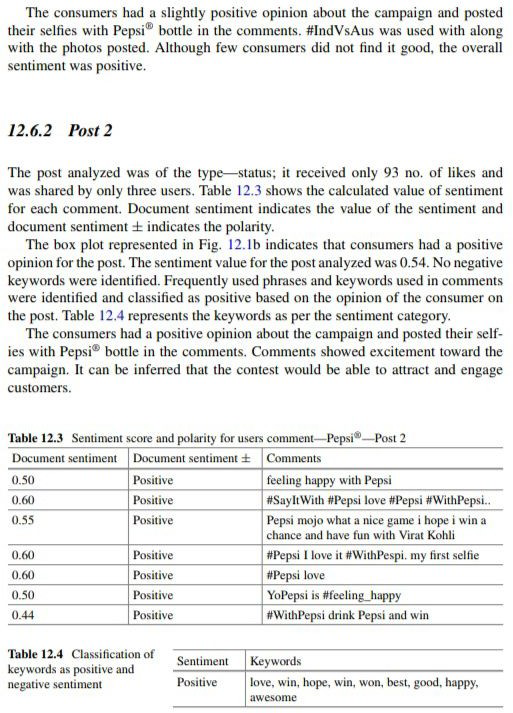 The consumers had a slightly positive opinion about the campaign and posted
their selfies with Pepsi® bottle in the comments. #IndVsAus was used with along
with the photos posted. Although few consumers did not find it good, the overall
sentiment was positive.
12.6.2 Post 2
The post analyzed was of the type—status; it received only 93 no. of likes and
was shared by only three users. Table 12.3 shows the calculated value of sentiment
for each comment. Document sentiment indicates the value of the sentiment and
document sentiment ± indicates the polarity.
The box plot represented in Fig. 12.1b indicates that consumers had a positive
opinion for the post. The sentiment value for the post analyzed was 0.54. No negative
keywords were identified. Frequently used phrases and keywords used in comments
were identified and classified as positive based on the opinion of the consumer on
the post. Table 12.4 represents the keywords as per the sentiment category.
The consumers had a positive opinion about the campaign and posted their self-
ies with Pepsi® bottle in the comments. Comments showed excitement toward the
campaign. It can be inferred that the contest would be able to attract and engage
customers.
Table 12.3 Sentiment score and polarity for users comment—Pepsi®—Post 2
Document sentiment Document sentiment ± Comments
0.50 Positive feeling happy with Pepsi
0.60 Positive #SayItWith #Pepsi love #Pepsi #WithPepsi..
0.55 Positive Pepsi mojo what a nice game i hope i win a
chance and have fun with Virat Kohli
0.60 Positive #Pepsi I love it #WithPespi. my first selfie
0.60 Positive #Pepsi love
0.50 Positive YoPepsi is #feeling_happy
0.44 Positive #WithPepsi drink Pepsi and win
Table 12.4 Classification of
keywords as positive and
negative sentiment
Sentiment Keywords
Positive love, win, hope, win, won, best, good, happy,
awesome